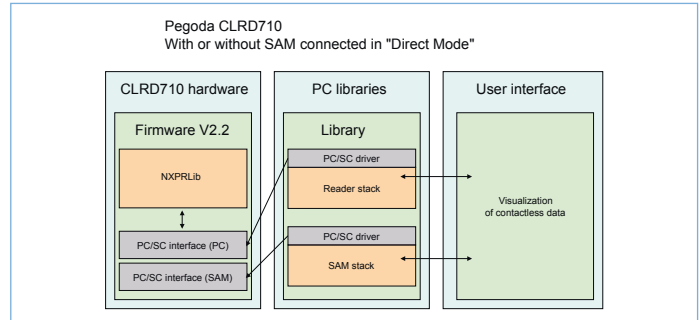 Pegoda CLRD710
With or without SAM connected in "Direct Mode"
CLRD710 hardware
Firmware V2.2
NXPRLib
PC/SC interface (PC)
PC/SC interface (SAM)
PC libraries
Library
PC/SC driver
Reader stack
PC/SC driver
SAM stack
User interface
Visualization
of contactless data